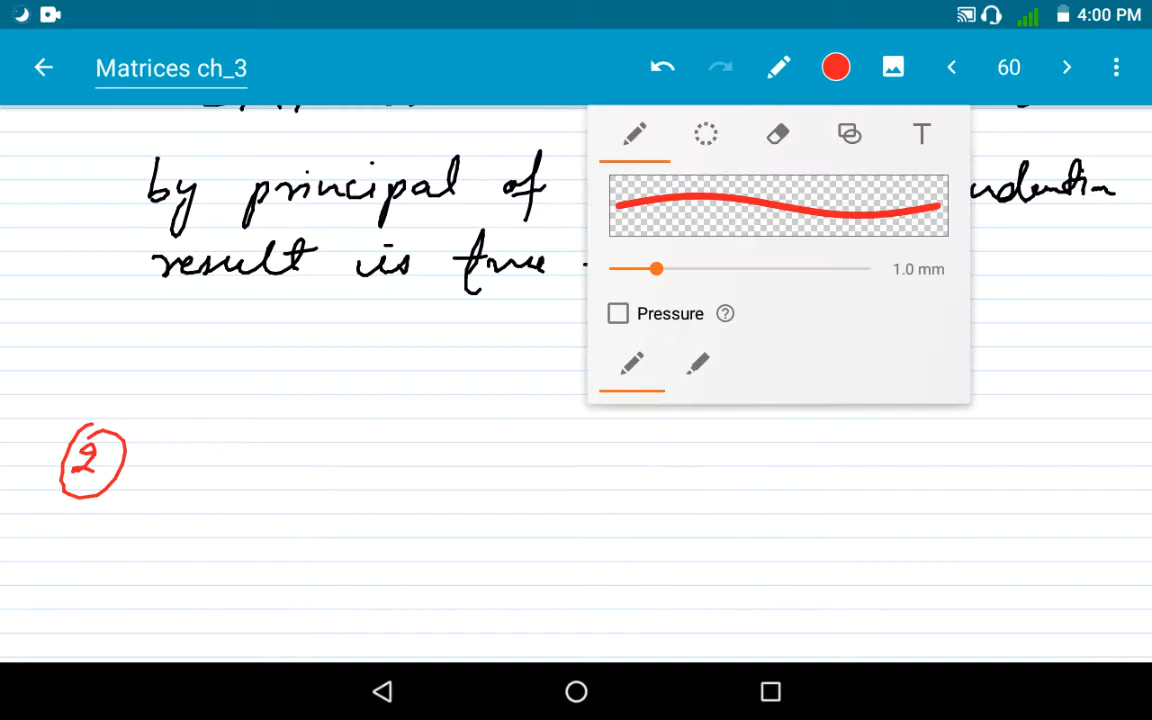 4:00 PM
Matrices ch_3
60
T
by principal of
result is true
1.0 mm
Pressure ?
2